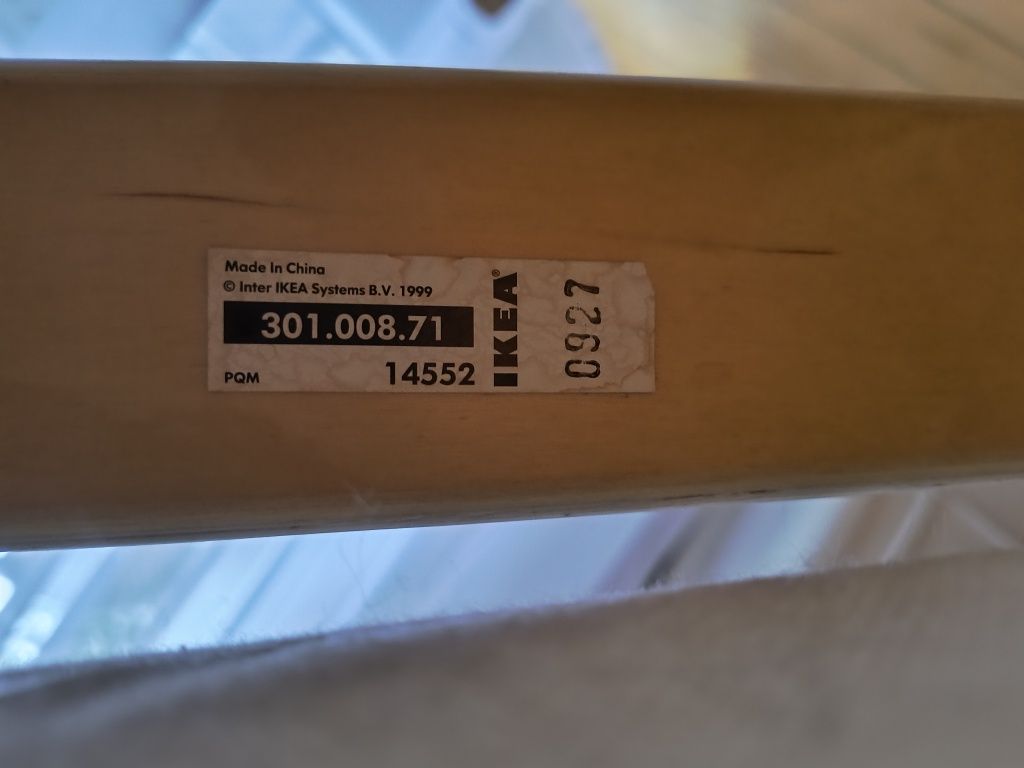 Made In China
© Inter IKEA Systems B.V. 1999
301.008.71
PQM 14552
IKEA®
0927